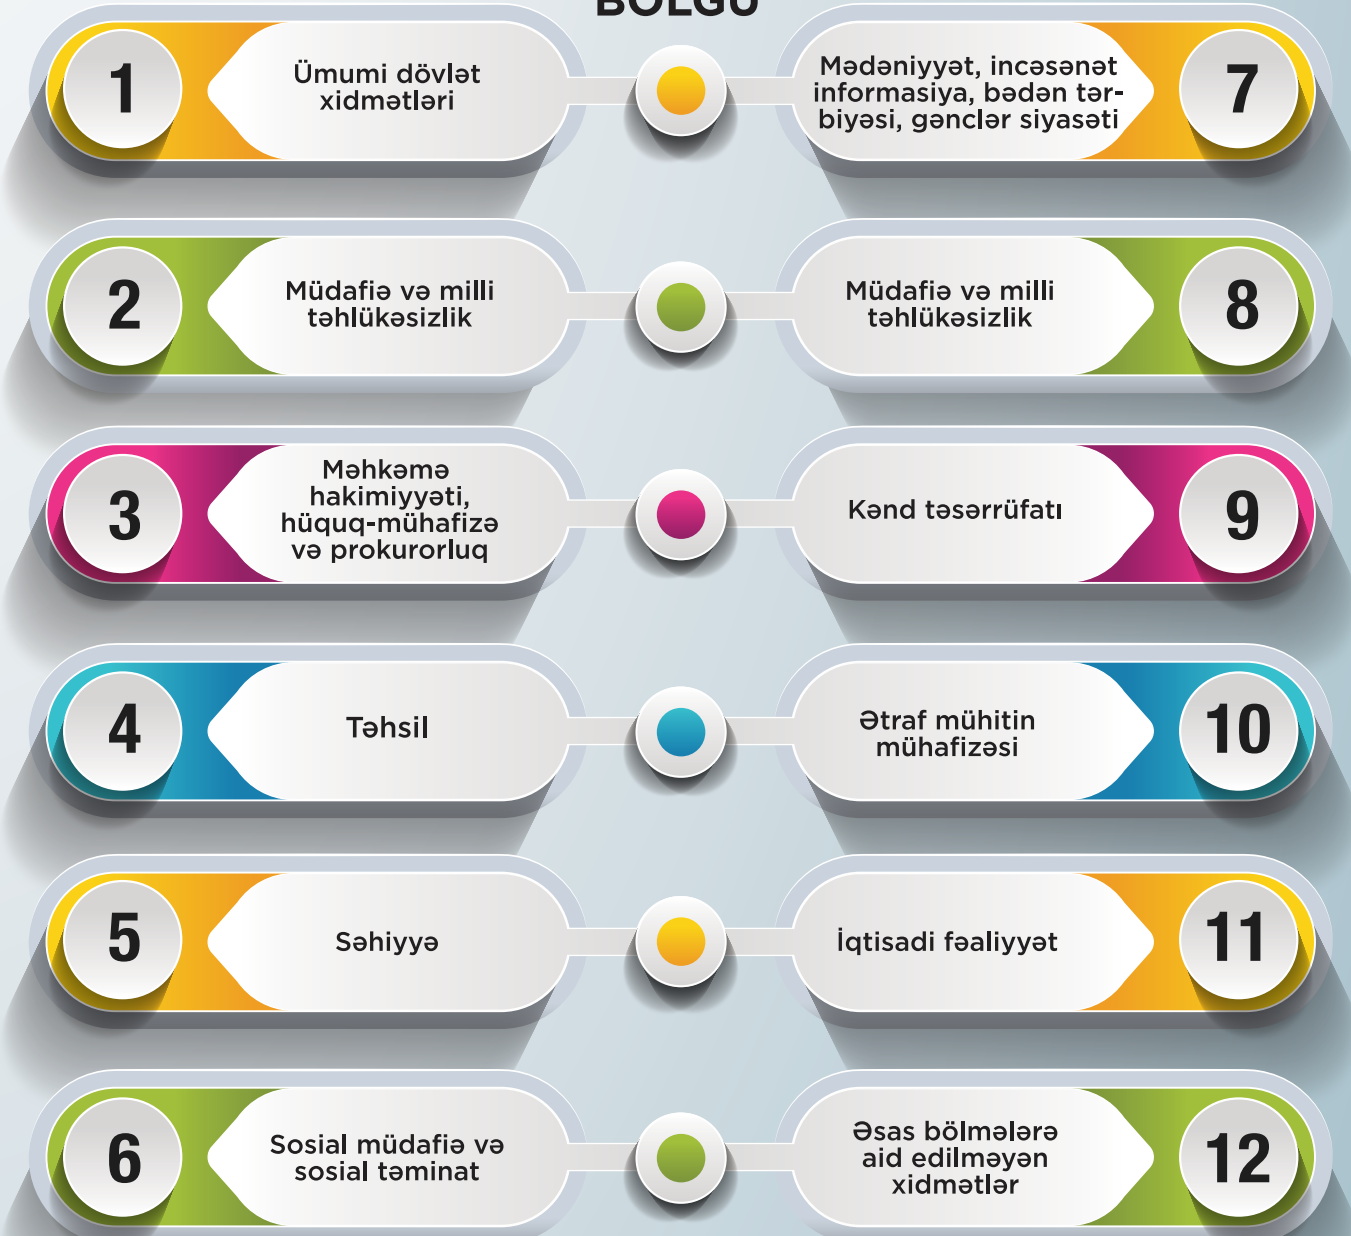 BÖLGÜ
1
Ümumi dövlət
xidmətləri
2
Müdafiə və milli
təhlükəsizlik
3
Məhkəmə
hakimiyyəti,
hüquq-mühafizə
və prokurorluq
4
Təhsil
5
Səhiyyə
6
Sosial müdafiə və
sosial təminat
7
Mədəniyyət, incəsənət
informasiya, bədən tər-
biyəsi, gənclər siyasəti
8
Müdafiə və milli
təhlükəsizlik
9
Kənd təsərrüfatı
10
Ətraf mühitin
mühafizəsi
11
İqtisadi fəaliyyət
12
Əsas bölmələrə
aid edilməyən
xidmətlər